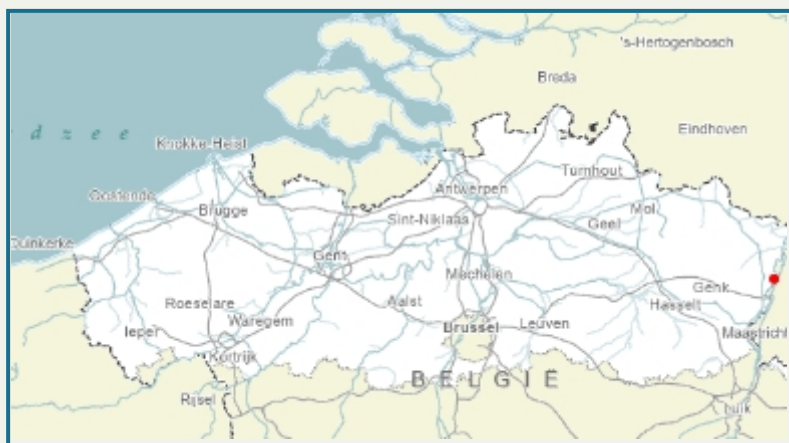 's-Hertogenbosch
Breda
Eindhoven
d z e e
Knokke-Heist
Turnhout
Antwerpen
Oostende
Mol
Brugge
Sint-Niklaas
Geel
Duinkerke
Gent
Mechelen
Genk
Roeselare
Aalst
Hasselt
Waregem
Ieper
Brussel
Leuven
Maastricht
Kortrijk
BELGIË
Rijsel
Luik